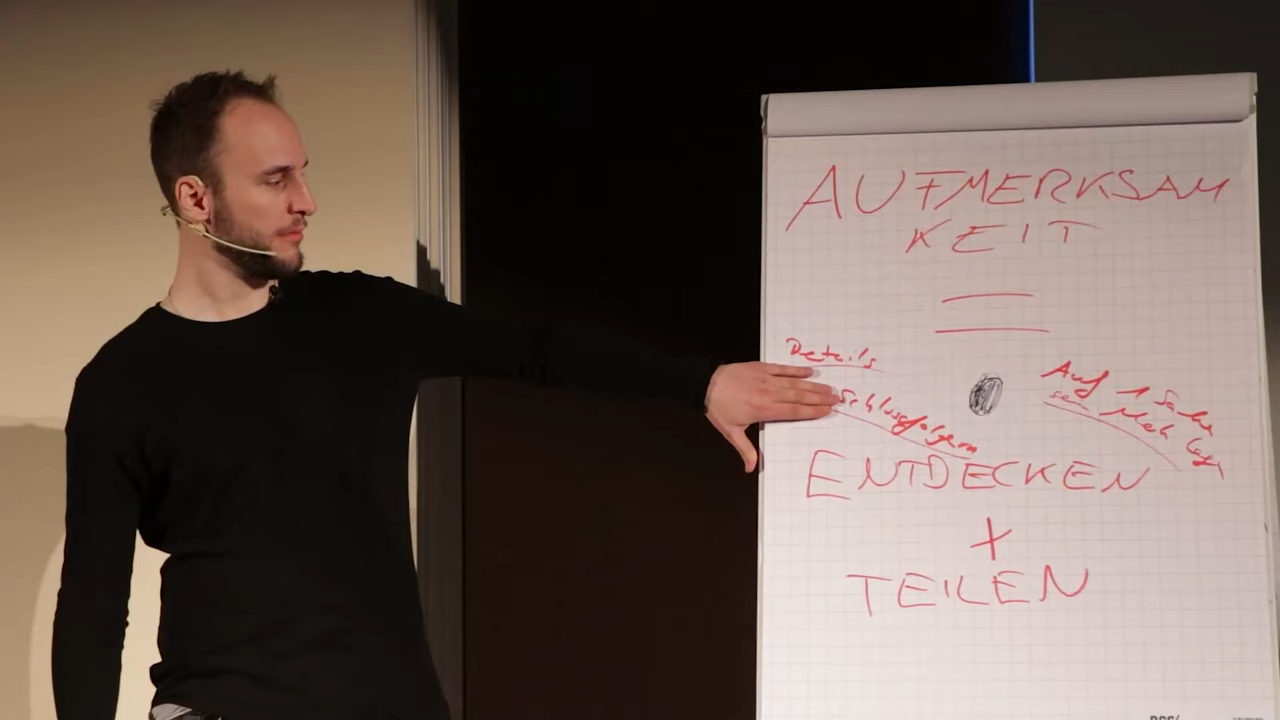 AUFMERKSAM
KEIT
=
Details
Schlussfolgern
Auf 1 Sache
ENTDECKEN
+
TEILEN